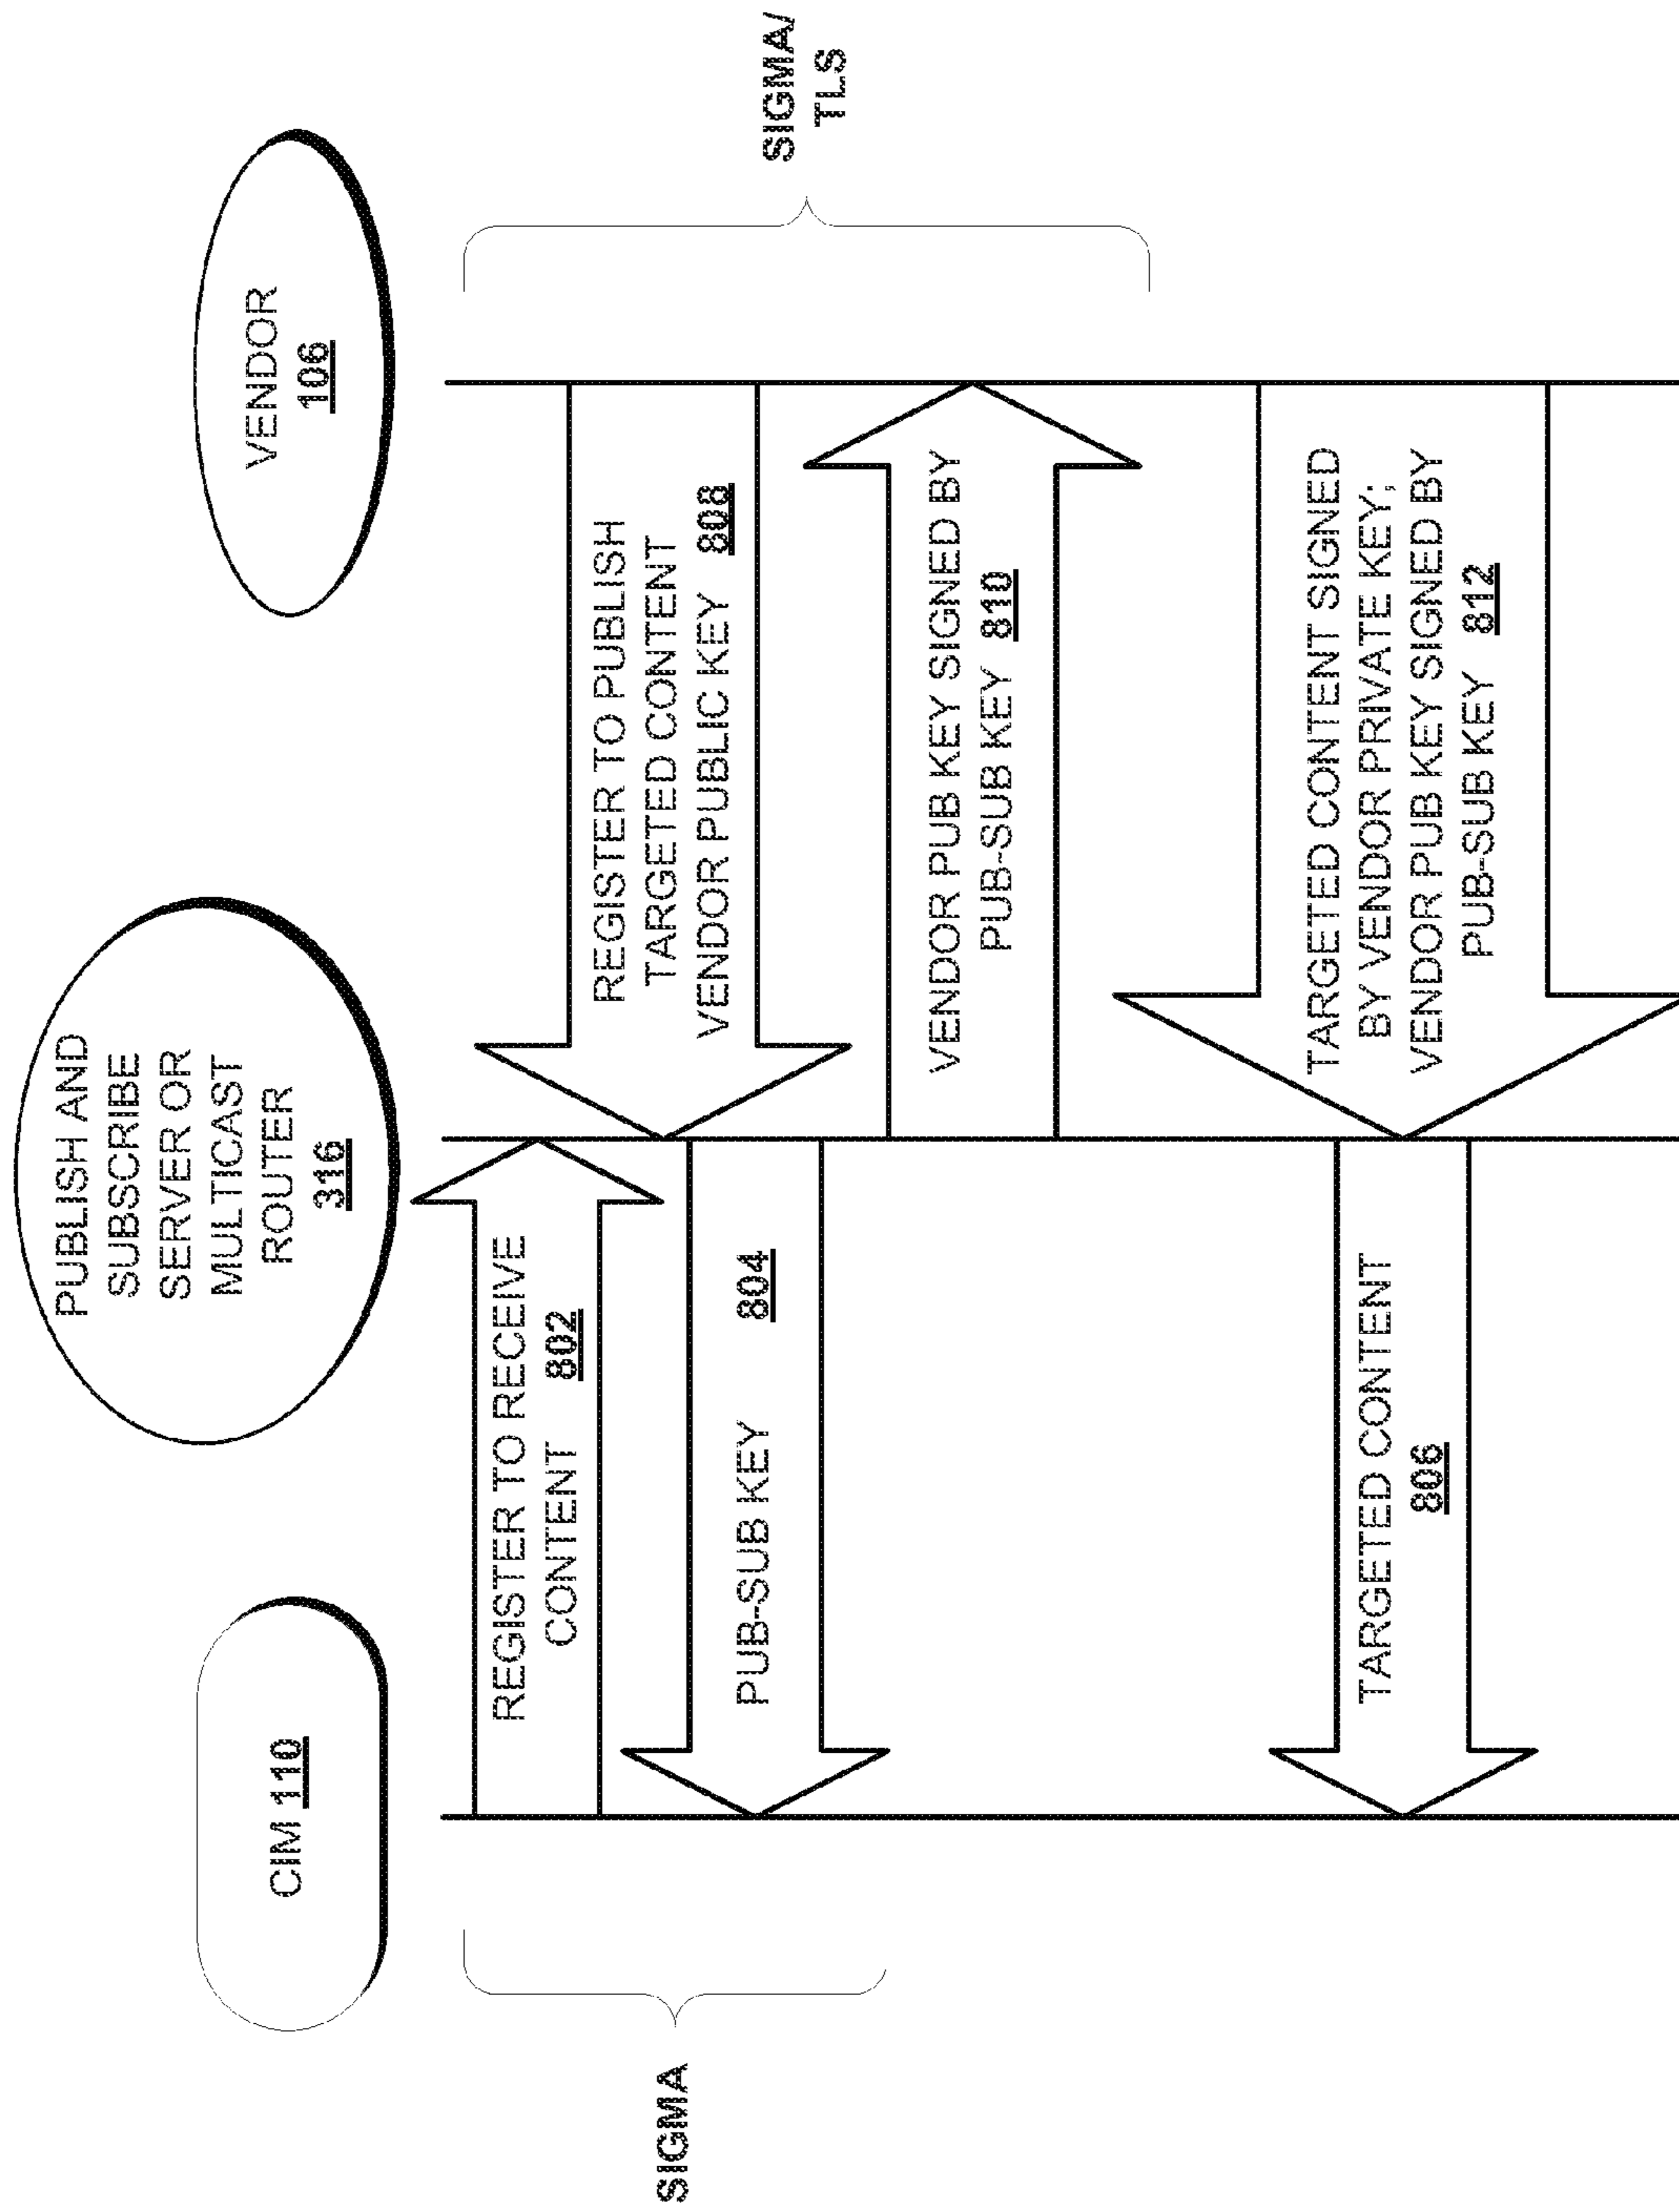 CIM 110
PUBLISH AND
SUBSCRIBE
SERVER OR
MULTICAST
ROUTER
316
VENDOR
106
SIGMA
SIGMA/
TLS
REGISTER TO RECEIVE
CONTENT 802
PUB-SUB KEY 804
REGISTER TO PUBLISH
TARGETED CONTENT
VENDOR PUBLIC KEY 808
VENDOR PUB KEY SIGNED BY
PUB-SUB KEY 810
TARGETED CONTENT
806
TARGETED CONTENT SIGNED
BY VENDOR PRIVATE KEY;
VENDOR PUB KEY SIGNED BY
PUB-SUB KEY 812